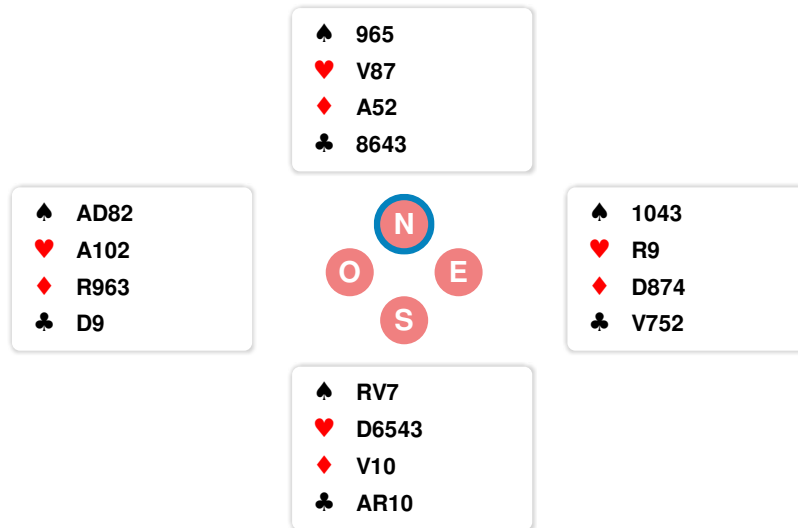 ♠ 965
♥ V87
♦ A52
♣ 8643
♠ AD82
♥ A102
♦ R963
♣ D9
N
O E
S
♠ 1043
♥ R9
♦ D874
♣ V752
♠ RV7
♥ D6543
♦ V10
♣ AR10